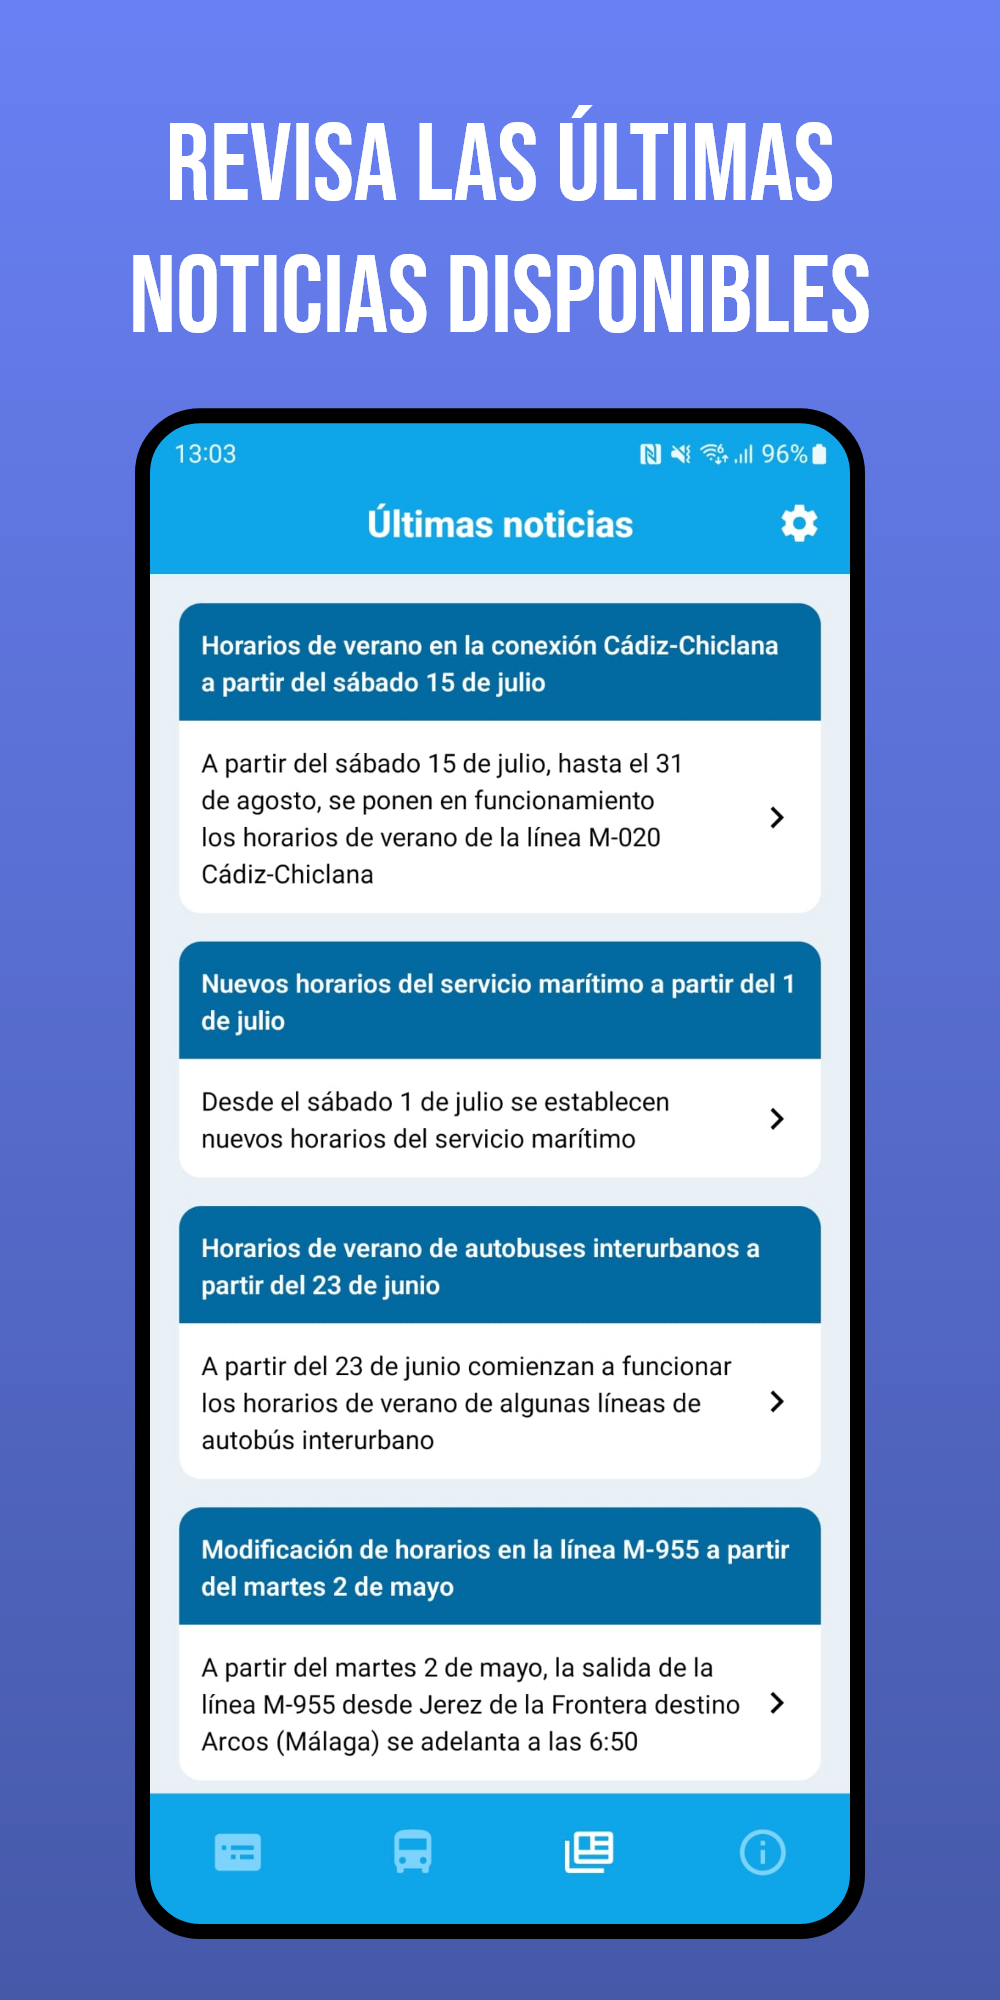 REVISA LAS ÚLTIMAS
NOTICIAS DISPONIBLES
13:03
96%
Últimas noticias
Horarios de verano en la conexión Cádiz-Chiclana
a partir del sábado 15 de julio
A partir del sábado 15 de julio, hasta el 31
de agosto, se ponen en funcionamiento
los horarios de verano de la línea M-020
Cádiz-Chiclana
Nuevos horarios del servicio marítimo a partir del 1
de julio
Desde el sábado 1 de julio se establecen
nuevos horarios del servicio marítimo
Horarios de verano de autobuses interurbanos a
partir del 23 de junio
A partir del 23 de junio comienzan a funcionar
los horarios de verano de algunas líneas de
autobús interurbano
Modificación de horarios en la línea M-955 a partir
del martes 2 de mayo
A partir del martes 2 de mayo, la salida de la
línea M-955 desde Jerez de la Frontera destino
Arcos (Málaga) se adelanta a las 6:50